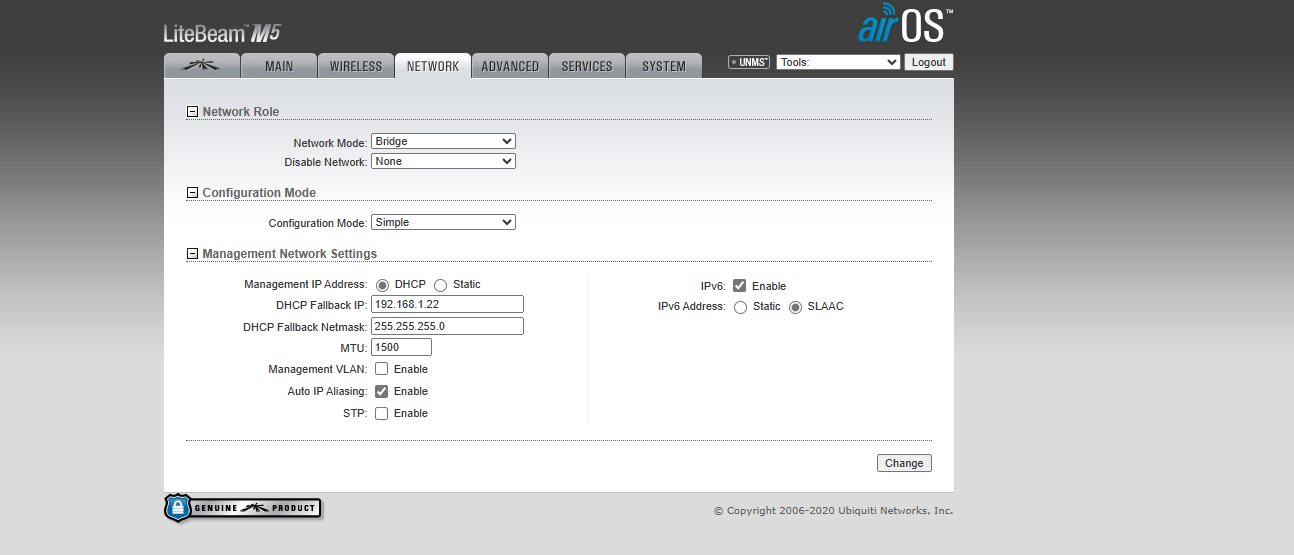 LiteBeam™ M5
airOS™
MAIN WIRELESS NETWORK ADVANCED SERVICES SYSTEM UNMS™ Tools: Logout
Network Role
Network Mode: Bridge
Disable Network: None
Configuration Mode
Configuration Mode: Simple
Management Network Settings
Management IP Address: DHCP Static
DHCP Fallback IP: 192.168.1.22
DHCP Fallback Netmask: 255.255.255.0
MTU: 1500
Management VLAN: Enable
Auto IP Aliasing: Enable
STP: Enable
IPv6: Enable
IPv6 Address: Static SLAAC
Change
GENUINE PRODUCT
© Copyright 2006-2020 Ubiquiti Networks, Inc.